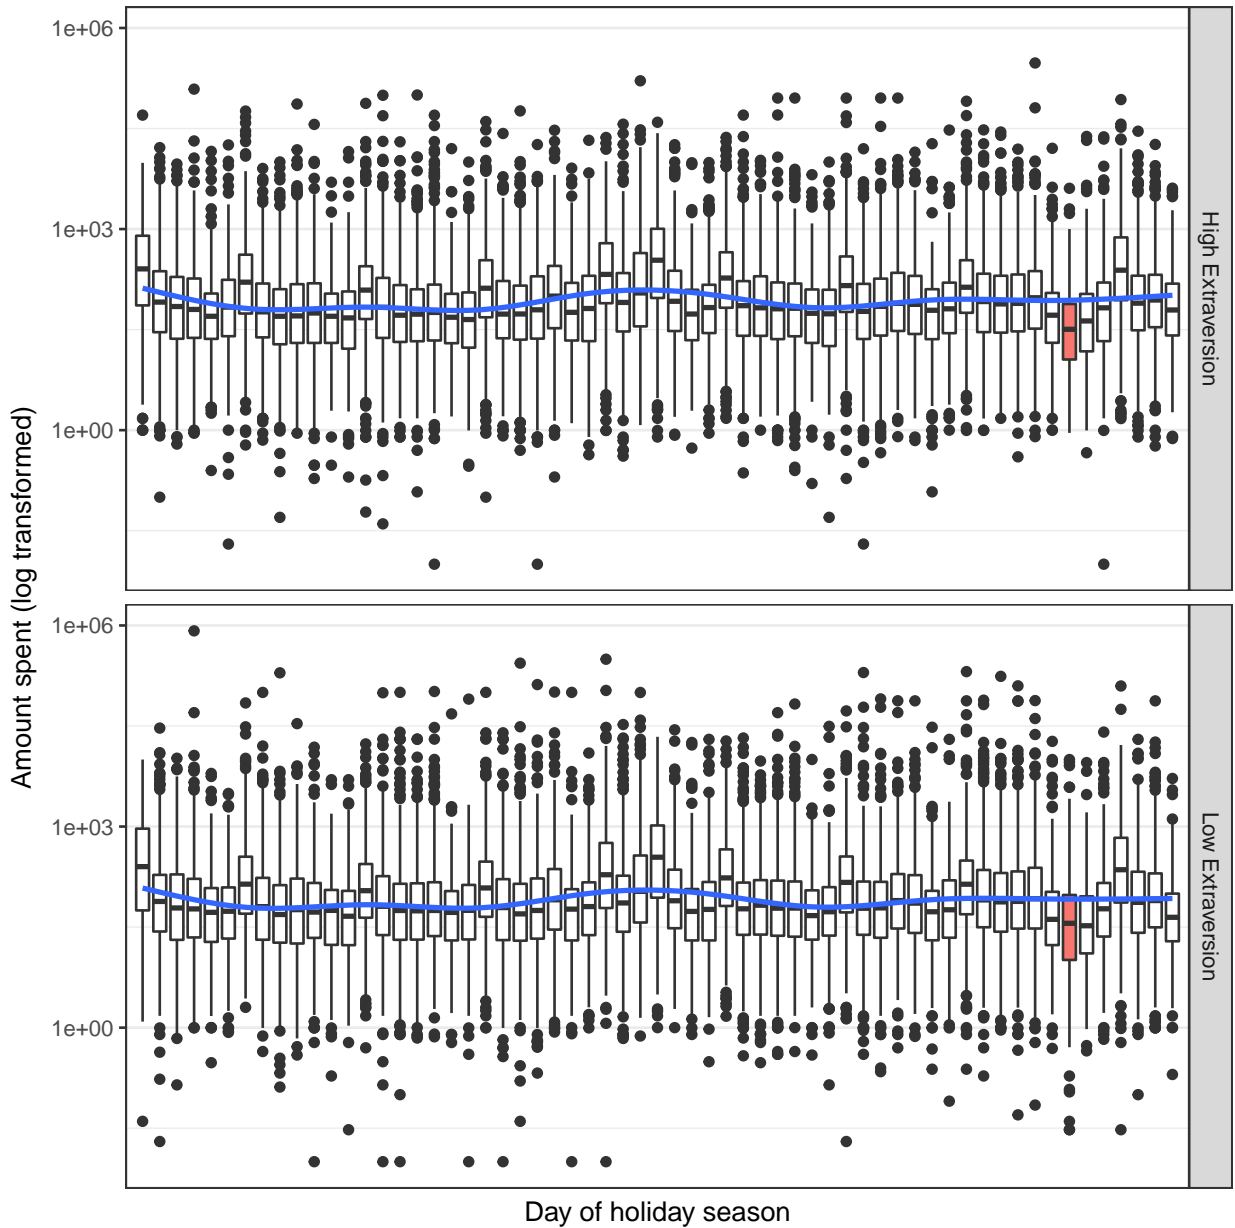 Amount spent (log transformed)
1e+06
1e+03
1e+00
High Extraversion
1e+06
1e+03
1e+00
Low Extraversion
Day of holiday season